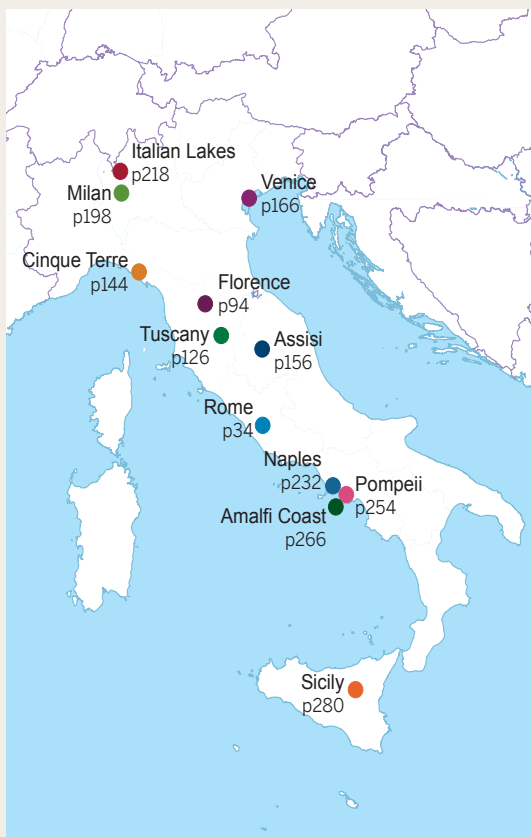 Italian Lakes
p218
Milan
p198
Venice
p166
Cinque Terre
p144
Florence
p94
Tuscany
p126
Assisi
p156
Rome
p34
Naples
p232
Pompeii
p254
Amalfi Coast
p266
Sicily
p280